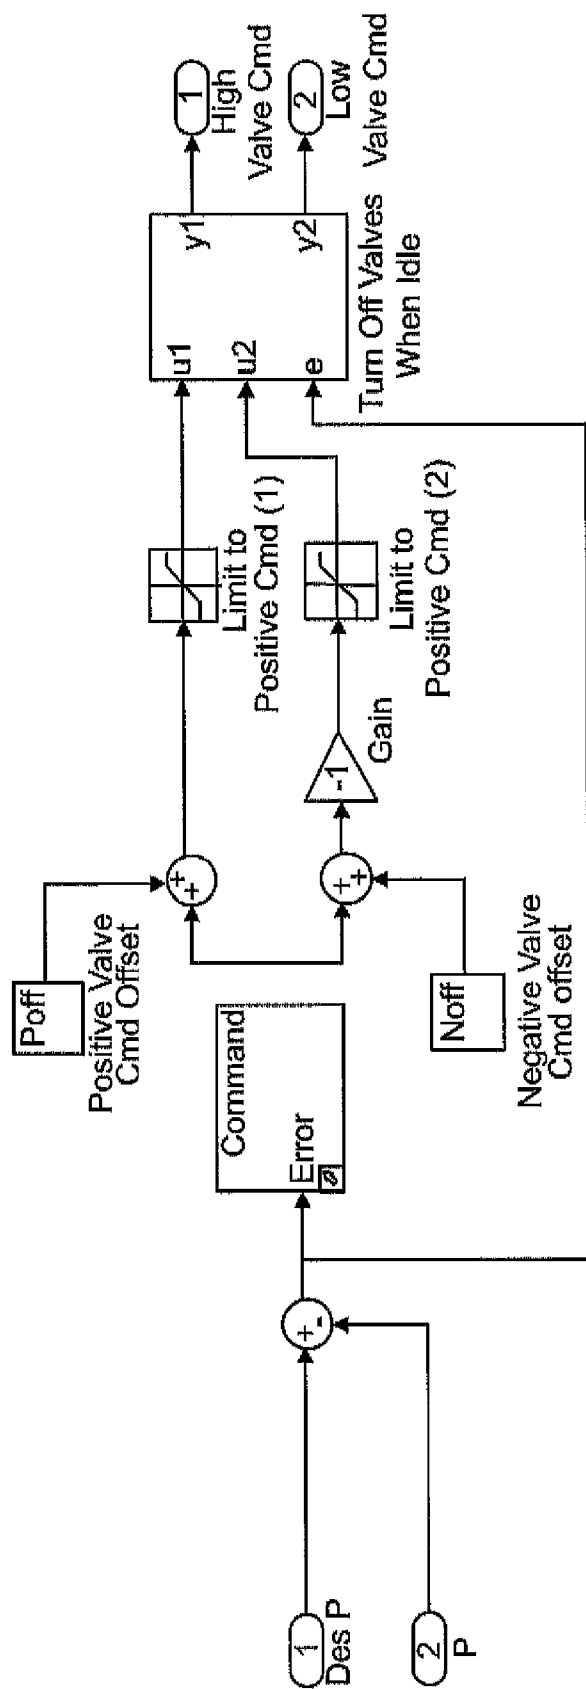 1
Des P
2
P
+
-
Command
Error
Poff
Positive Valve
Cmd Offset
+
+
+
+
Noff
Negative Valve
Cmd offset
-1
Gain
Limit to
Positive Cmd (1)
Limit to
Positive Cmd (2)
u1
u2
e
y1
y2
Turn Off Valves
When Idle
1
High
Valve Cmd
2
Low
Valve Cmd